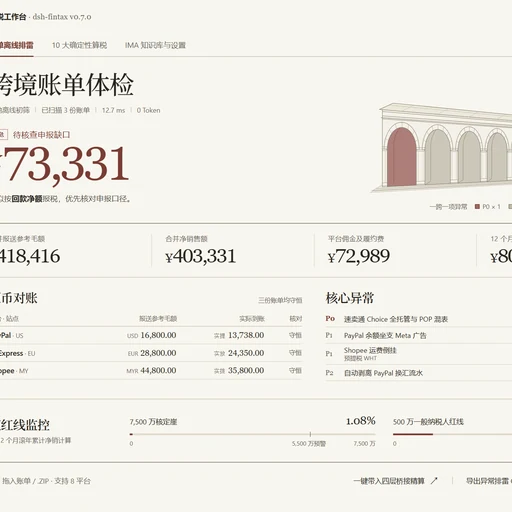 税工作台 · dsh-fintax v0.7.0
单离线排雷 10 大确定性算税 IMA 知识库与设置
跨境账单体检
离线初筛 | 已扫描 3 份账单 | 12.7 ms | 0 Token
待核查申报缺口
¥73,331
按回款净额报税，优先核对申报口径。
一拱一项异常 P0 × 1
报送参考毛额 合并净销售额 平台佣金及履约费 12 个月
418,416 ¥403,331 ¥72,989 ¥80
币对账 三份账单均守恒
· 站点 报送参考毛额 实际到账 核对
yPal · US USD 16,800.00 实提 13,738.00 守恒
Express · EU EUR 28,800.00 实放 24,350.00 守恒
opee · MY MYR 44,800.00 实拨 35,800.00 守恒
核心异常
P0 速卖通 Choice 全托管与 POP 混表
P1 PayPal 余额坐支 Meta 广告
P1 Shopee 运费倒挂
预提税 WHT
P2 自动剥离 PayPal 换汇流水
红线监控
2 个月滚年累计净销计算
7,500 万核定座 1.08%
0 5,500 万预警 7,500 万
500 万一般纳税人红线
0
拖入账单 / .ZIP · 支持 8 平台
一键带入四层桥接精算 ↗ | 导出异常排雷